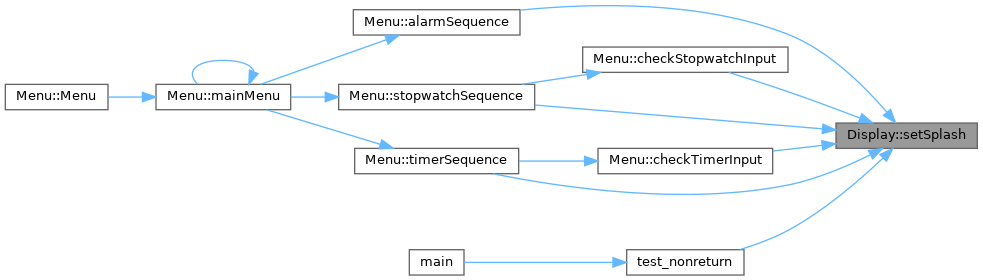 Menu::alarmSequence
Menu::checkStopwatchInput
Menu::Menu
Menu::mainMenu
Menu::stopwatchSequence
Display::setSplash
Menu::timerSequence
Menu::checkTimerInput
main
test_nonreturn